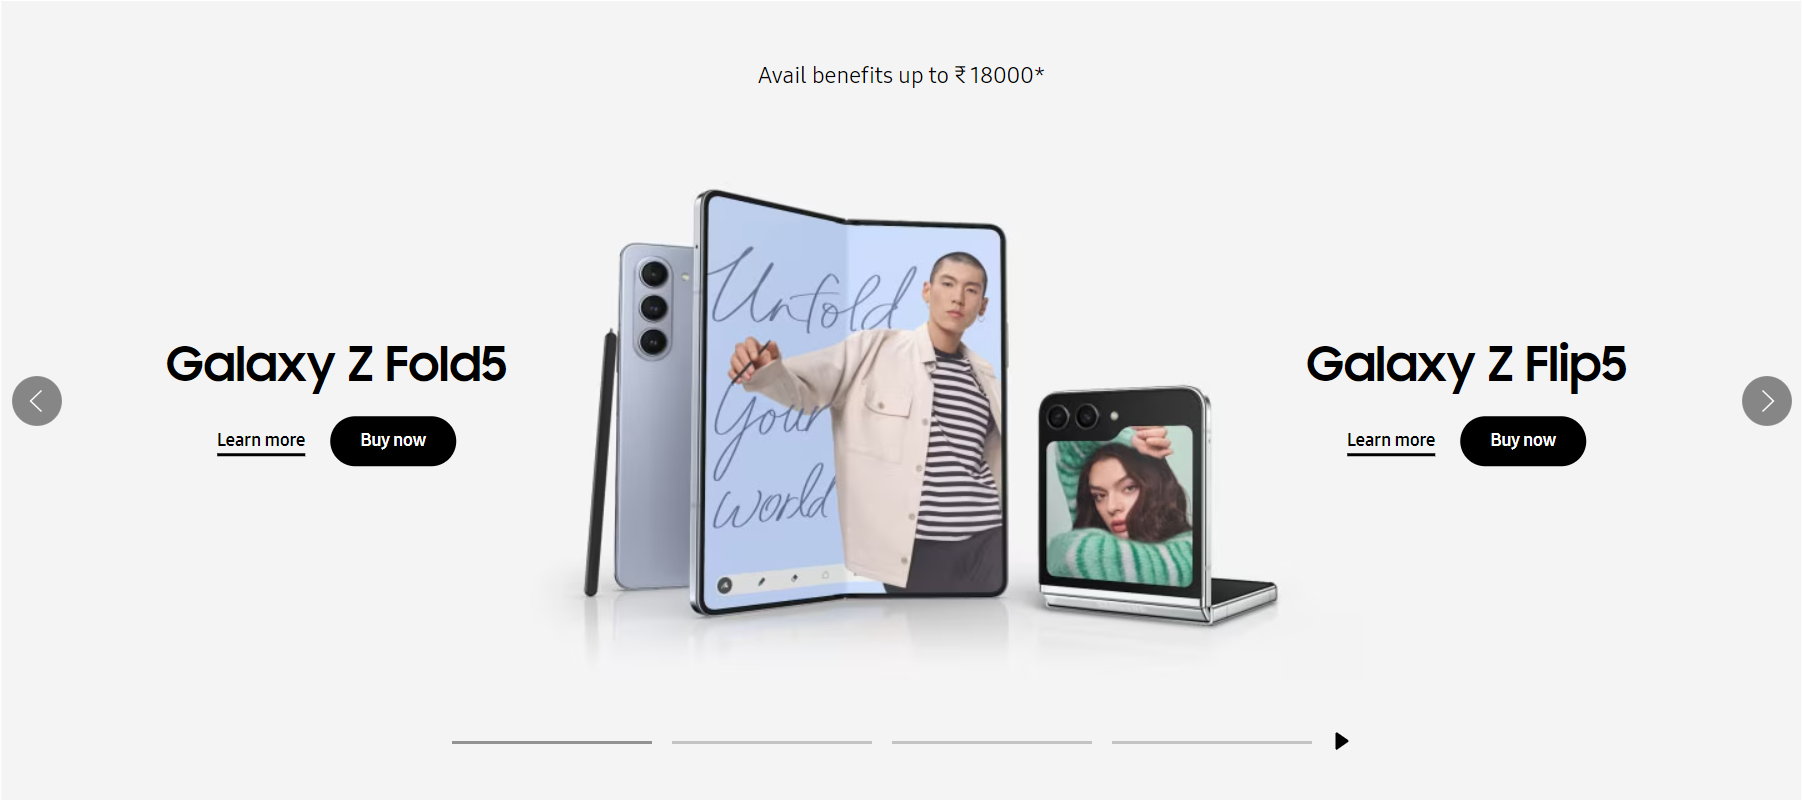 Avail benefits up to ₹18000*
Galaxy Z Fold5
Learn more
Buy now
Unfold
Your
world
Galaxy Z Flip5
Learn more
Buy now